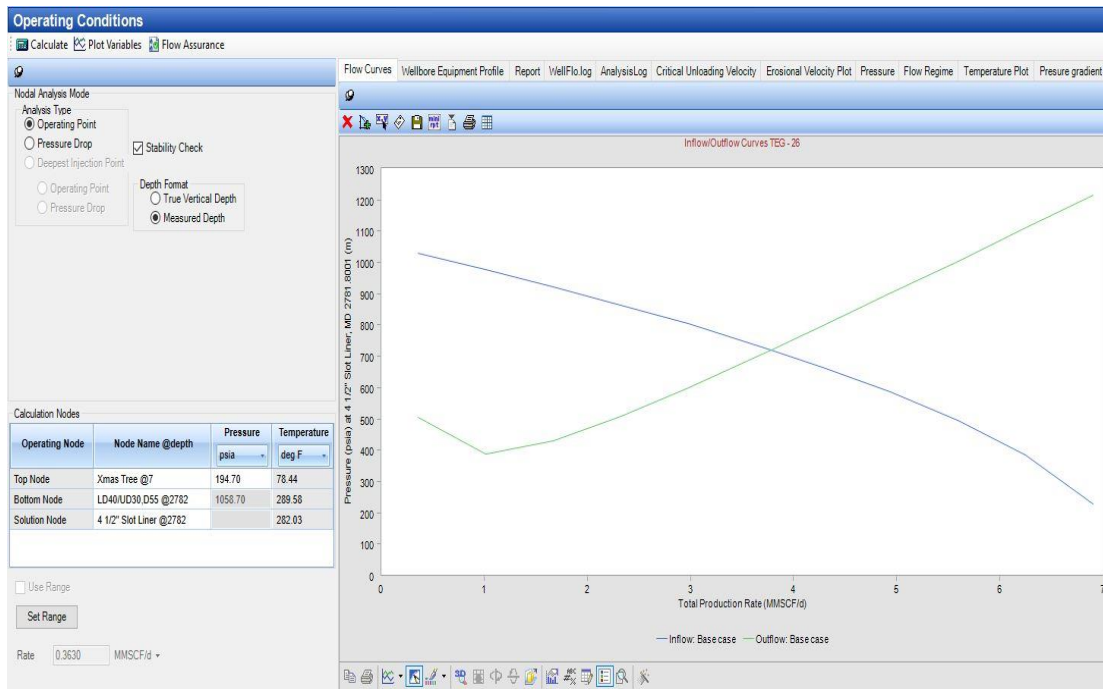 Operating Conditions
Calculate Plot Variables Flow Assurance
Nodal Analysis Mode
Analysis Type
Operating Point
Pressure Drop
Deepest Injection Point
Operating Point
Pressure Drop
Stability Check
Depth Format
True Vertical Depth
Measured Depth
Calculation Nodes
Operating Node Node Name @depth Pressure Temperature
psia deg F
Top Node Xmas Tree @7 194.70 78.44
Bottom Node LD40/UD30,D55 @2782 1058.70 289.58
Solution Node 4 1/2" Slot Liner @2782 282.03
Use Range
Set Range
Rate 0.3630 MMSCF/d
Flow Curves Wellbore Equipment Profile Report WellFlo.log AnalysisLog Critical Unloading Velocity Erosional Velocity Plot Pressure Flow Regime Temperature Plot Presure gradient
Inflow/Outflow Curves TEG - 26
Pressure (psia) at 4 1/2" Slot Liner, MD 2781.8001 (m)
1300
1200
1100
1000
900
800
700
600
500
400
300
200
100
0
0 1 2 3 4 5 6 7
Total Production Rate (MMSCF/d)
Inflow: Base case Outflow: Base case